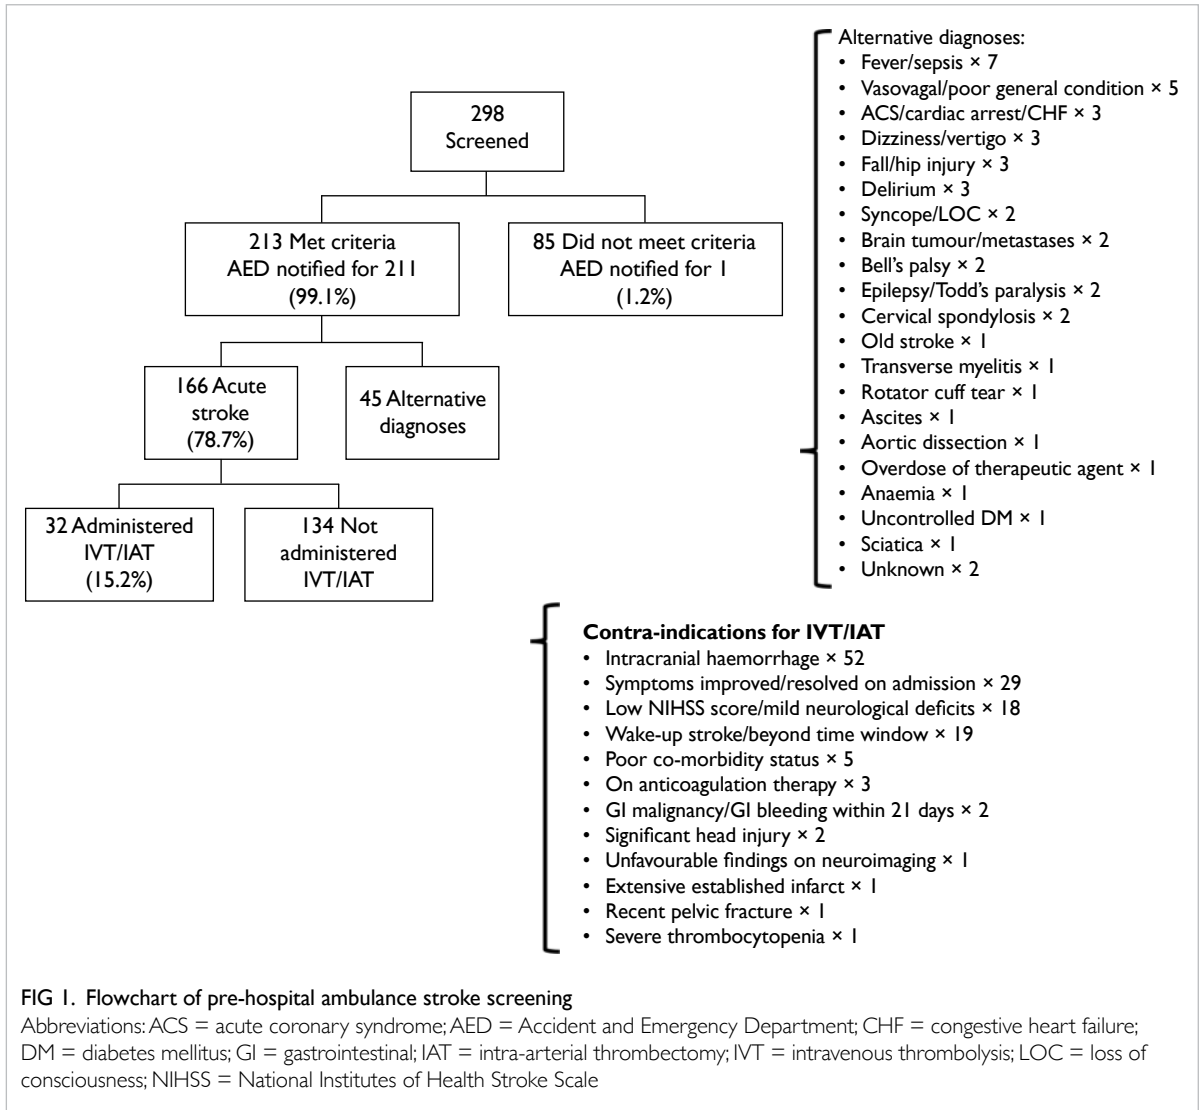 298
Screened
213 Met criteria
AED notified for 211
(99.1%)
85 Did not meet criteria
AED notified for 1
(1.2%)
166 Acute
stroke
(78.7%)
45 Alternative
diagnoses
32 Administered
IVT/IAT
(15.2%)
134 Not
administered
IVT/IAT
Alternative diagnoses:
• Fever/sepsis × 7
• Vasovagal/poor general condition × 5
• ACS/cardiac arrest/CHF × 3
• Dizziness/vertigo × 3
• Fall/hip injury × 3
• Delirium × 3
• Syncope/LOC × 2
• Brain tumour/metastases × 2
• Bell's palsy × 2
• Epilepsy/Todd's paralysis × 2
• Cervical spondylosis × 2
• Old stroke × 1
• Transverse myelitis × 1
• Rotator cuff tear × 1
• Ascites × 1
• Aortic dissection × 1
• Overdose of therapeutic agent × 1
• Anaemia × 1
• Uncontrolled DM × 1
• Sciatica × 1
• Unknown × 2
Contra-indications for IVT/IAT
• Intracranial haemorrhage × 52
• Symptoms improved/resolved on admission × 29
• Low NIHSS score/mild neurological deficits × 18
• Wake-up stroke/beyond time window × 19
• Poor co-morbidity status × 5
• On anticoagulation therapy × 3
• GI malignancy/GI bleeding within 21 days × 2
• Significant head injury × 2
• Unfavourable findings on neuroimaging × 1
• Extensive established infarct × 1
• Recent pelvic fracture × 1
• Severe thrombocytopenia × 1
FIG 1. Flowchart of pre-hospital ambulance stroke screening
Abbreviations: ACS = acute coronary syndrome; AED = Accident and Emergency Department; CHF = congestive heart failure;
DM = diabetes mellitus; GI = gastrointestinal; IAT = intra-arterial thrombectomy; IVT = intravenous thrombolysis; LOC = loss of
consciousness; NIHSS = National Institutes of Health Stroke Scale